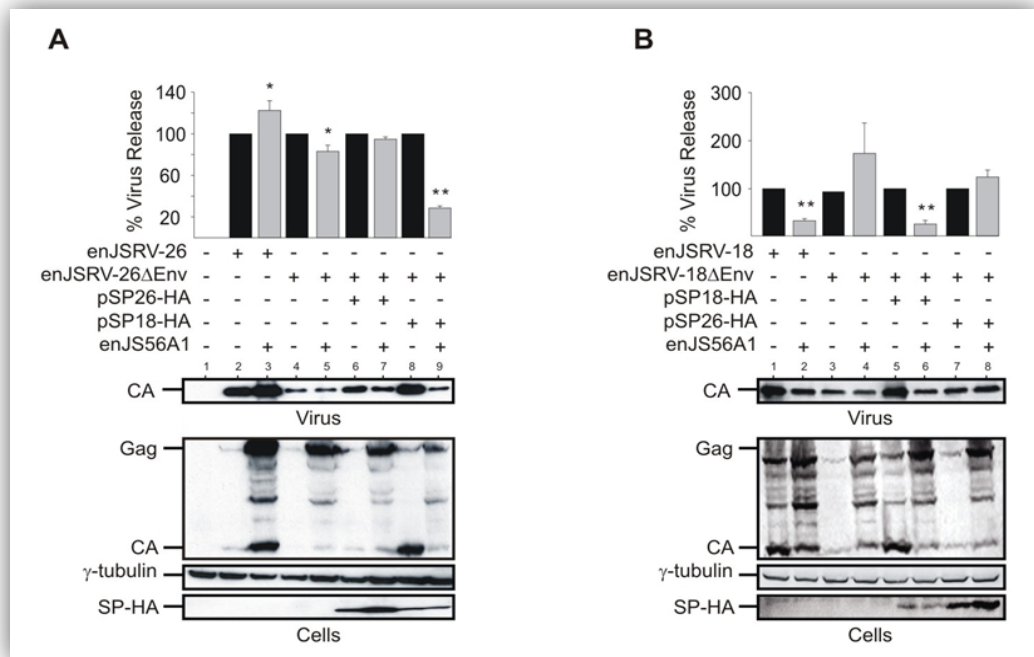 A
% Virus Release
140
100
60
20
* * **
enJSRV-26 - + + - - - - - -
enJSRV-26ΔEnv - - - + + + + + +
pSP26-HA - - - - - + + - -
pSP18-HA - - - - - - - + +
enJS56A1 - - + - + - + - +
1 2 3 4 5 6 7 8 9
CA
Virus
Gag
CA
γ-tubulin
SP-HA
Cells
B
% Virus Release
300
200
100
** **
enJSRV-18 + + - - - - - -
enJSRV-18ΔEnv - - + + + + + +
pSP18-HA - - - - + + - -
pSP26-HA - - - - - - + +
enJS56A1 - + - + - + - +
1 2 3 4 5 6 7 8
CA
Virus
Gag
CA
γ-tubulin
SP-HA
Cells